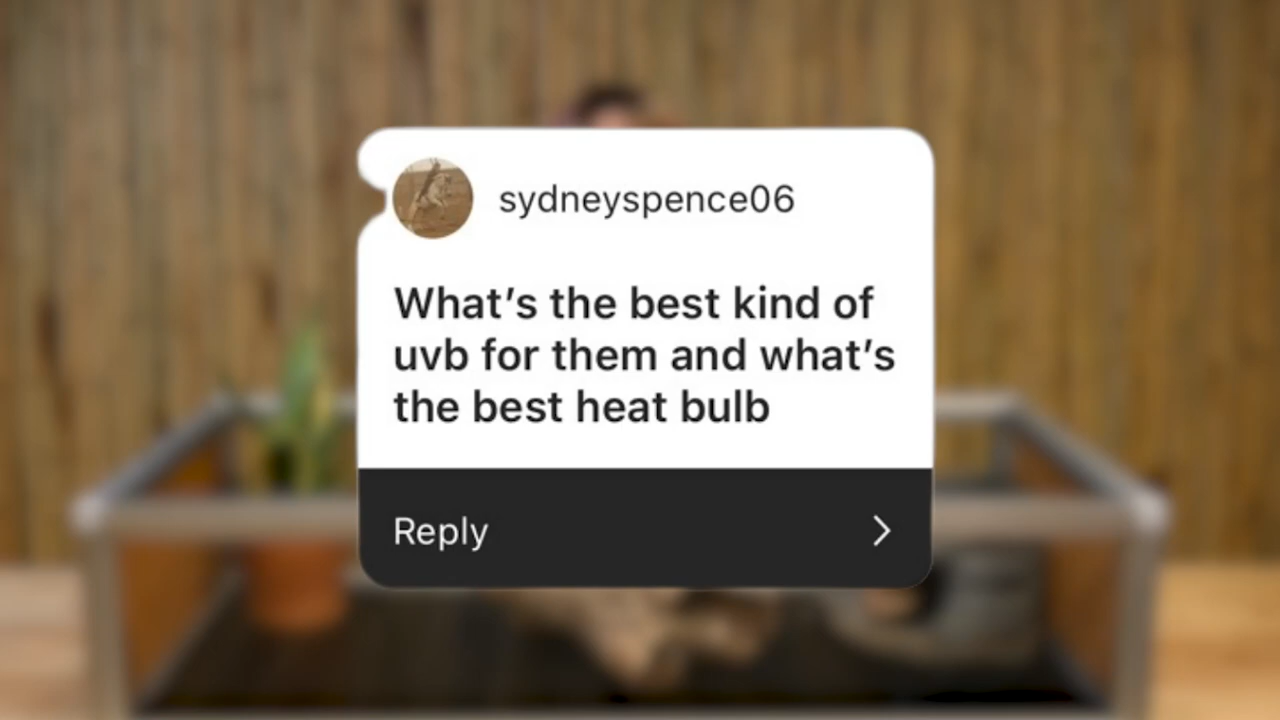 sydneyspence06
What’s the best kind of
uvb for them and what’s
the best heat bulb
Reply